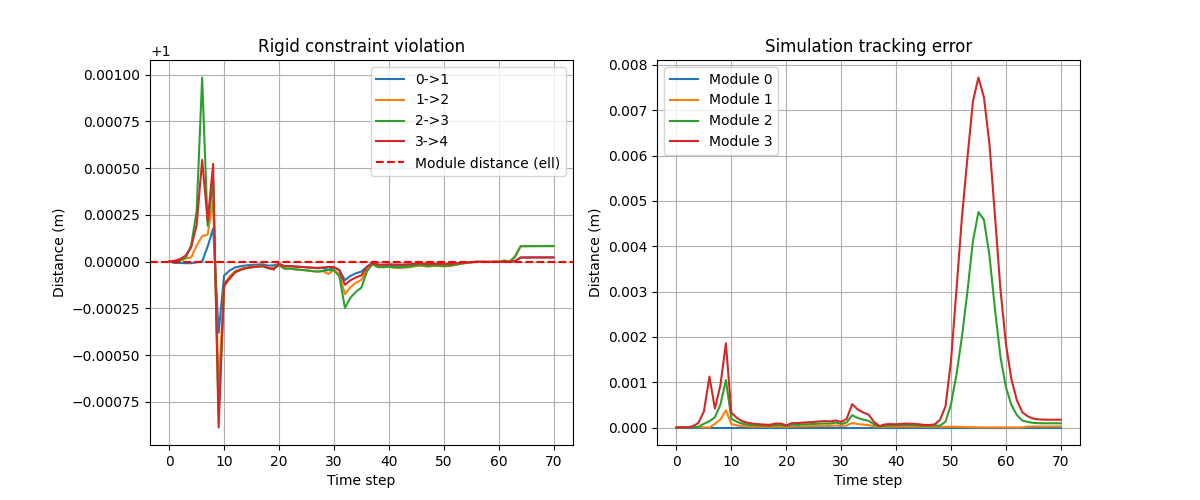 Rigid constraint violation
+1
0.00100
0.00075
0.00050
0.00025
0.00000
−0.00025
−0.00050
−0.00075
Distance (m)
0->1
1->2
2->3
3->4
Module distance (ell)
0 10 20 30 40 50 60 70
Time step
Simulation tracking error
0.008
0.007
0.006
0.005
0.004
0.003
0.002
0.001
0.000
Distance (m)
Module 0
Module 1
Module 2
Module 3
0 10 20 30 40 50 60 70
Time step